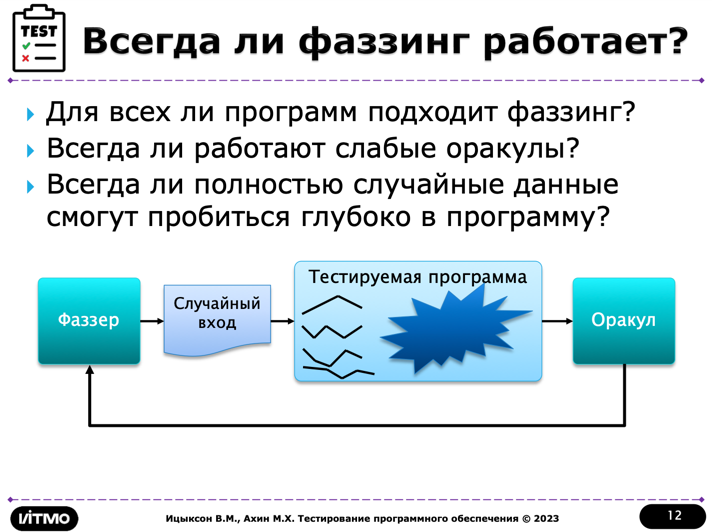 TEST
Всегда ли фаззинг работает?
Для всех ли программ подходит фаззинг?
Всегда ли работают слабые оракулы?
Всегда ли полностью случайные данные
смогут пробиться глубоко в программу?
Фаззер
Случайный
вход
Тестируемая программа
Оракул
ИТМО
Ицыксон В.М., Ахин М.Х. Тестирование программного обеспечения © 2023
12